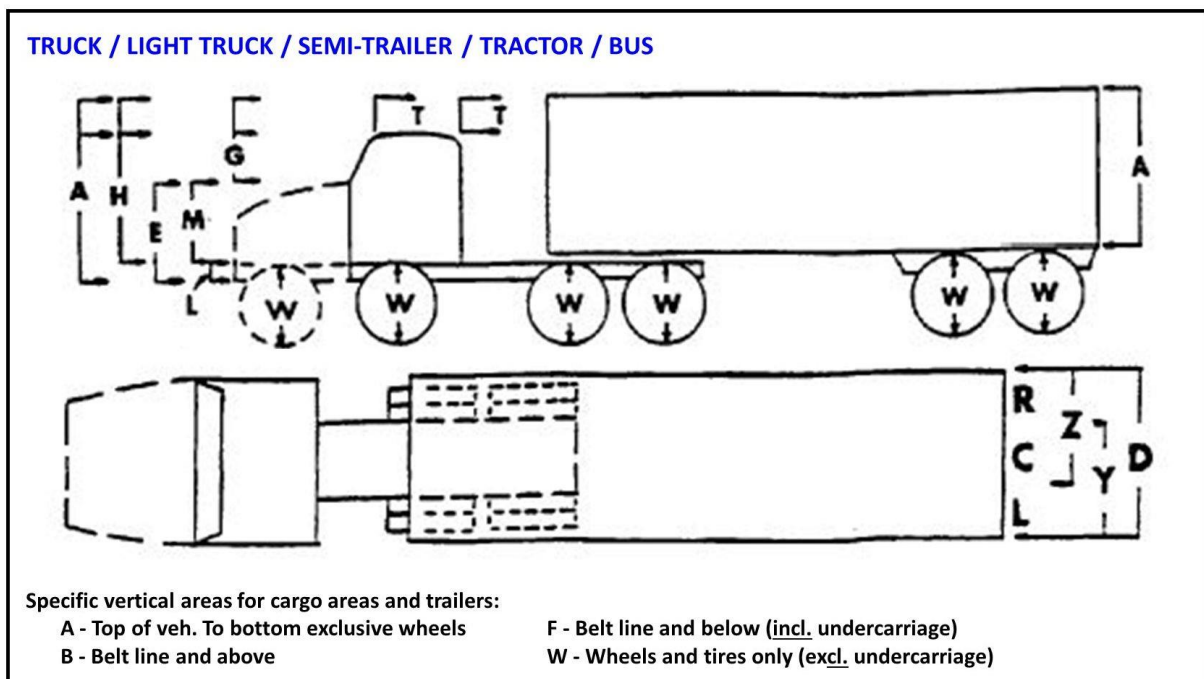 TRUCK / LIGHT TRUCK / SEMI-TRAILER / TRACTOR / BUS
T T
G
A H A
M
E
L
W W W W W W
R
Z
C D
Y
L
Specific vertical areas for cargo areas and trailers:
A - Top of veh. To bottom exclusive wheels
B - Belt line and above
F - Belt line and below (incl. undercarriage)
W - Wheels and tires only (excl. undercarriage)